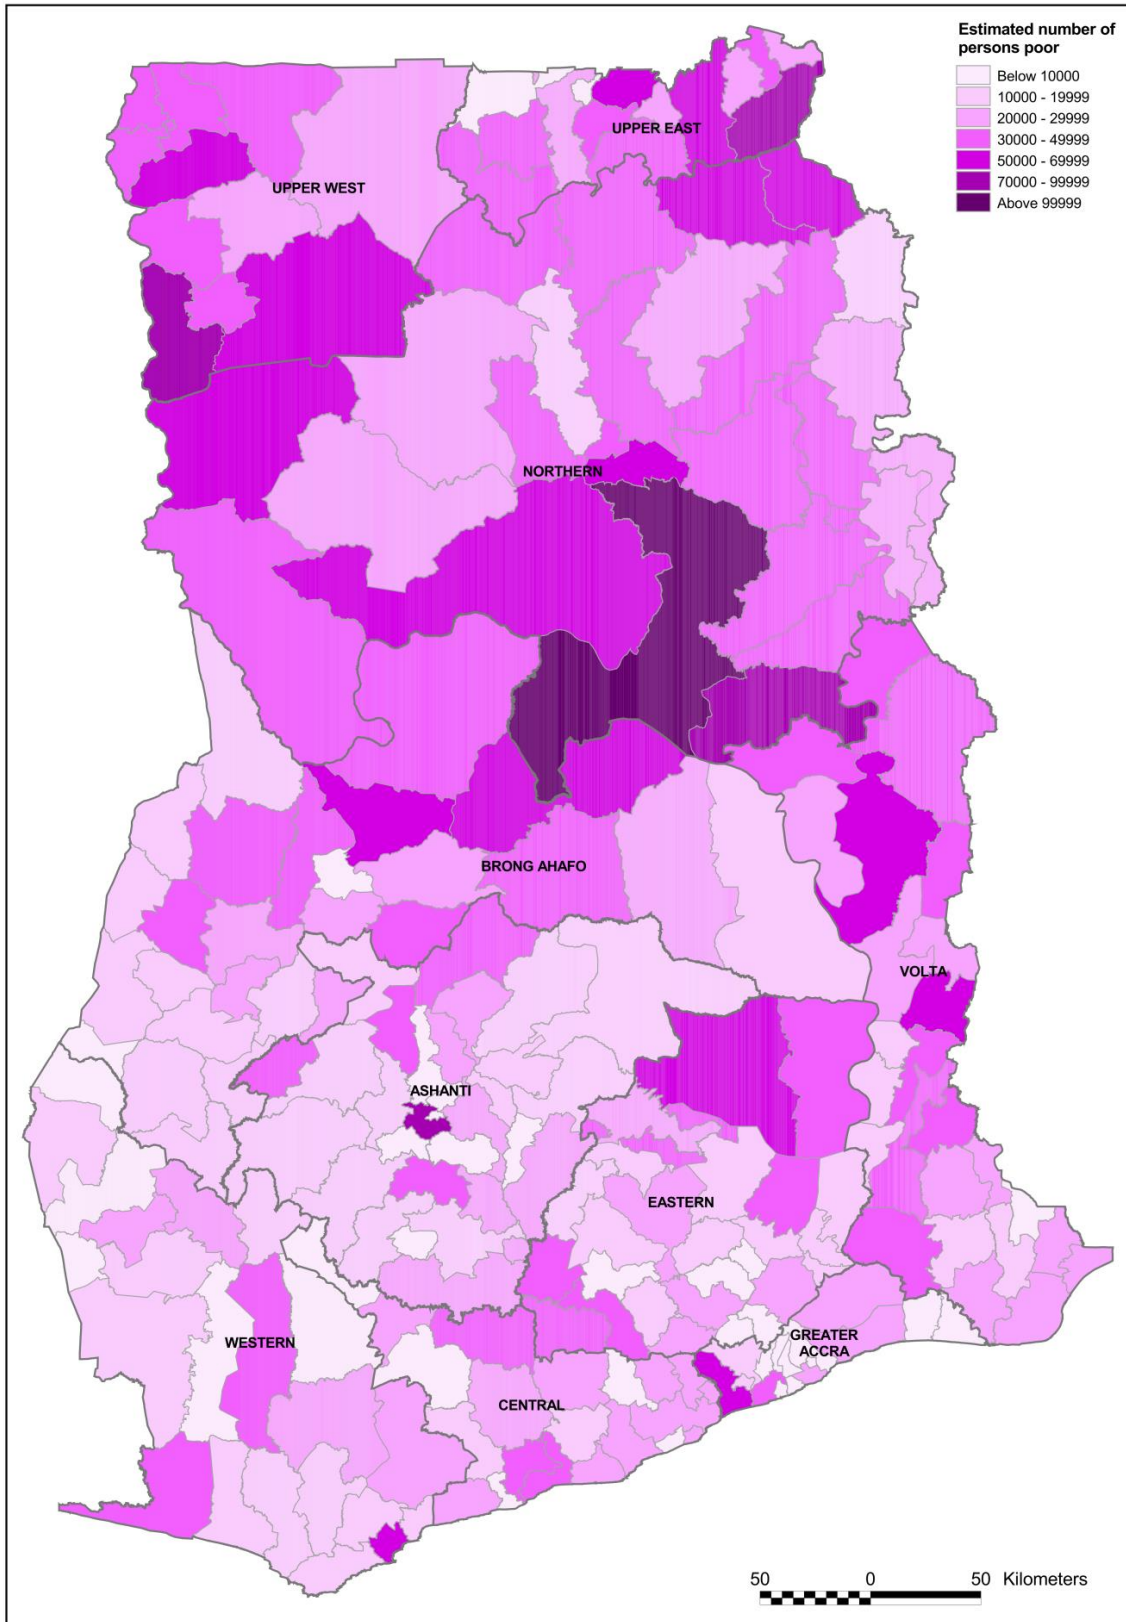 Estimated number of
persons poor
Below 10000
10000 - 19999
20000 - 29999
30000 - 49999
50000 - 69999
70000 - 99999
Above 99999
UPPER EAST
UPPER WEST
NORTHERN
BRONG AHAFO
VOLTA
ASHANTI
EASTERN
WESTERN
GREATER
ACCRA
CENTRAL
50 0 50 Kilometers